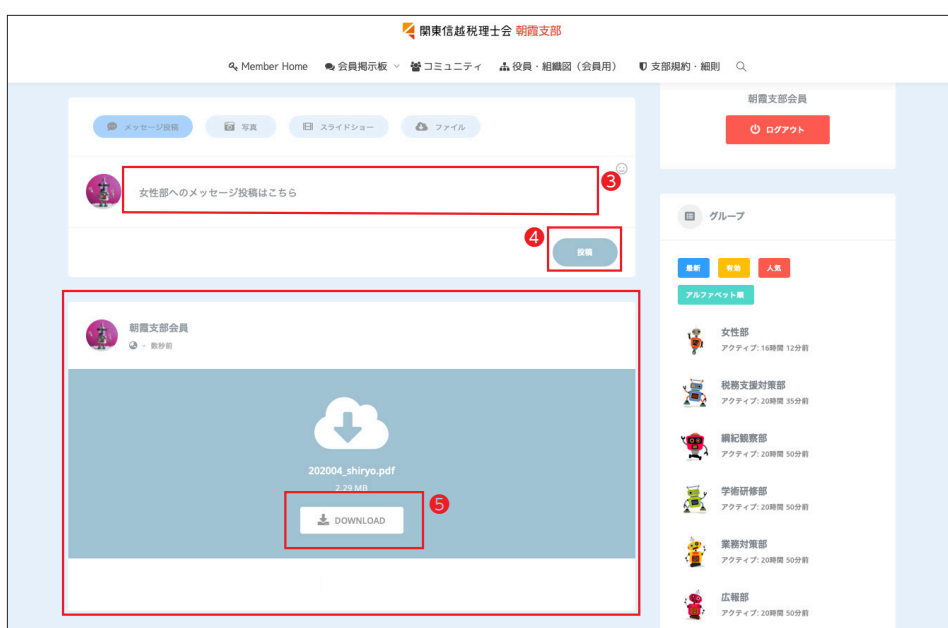 関東信越税理士会 朝霞支部
Member Home 会員掲示板 コミュニティ 役員・組織図（会員用） 支部規約・細則
メッセージ投稿 写真 スライドショー ファイル
女性部へのメッセージ投稿はこちら
❸
❹
投稿
朝霞支部会員
・ 数秒前
202004_shiryo.pdf
2.29 MB
DOWNLOAD
❺
朝霞支部会員
ログアウト
グループ
最新 有効 人気
アルファベット順
女性部
アクティブ: 16時間 12分前
税務支援対策部
アクティブ: 20時間 35分前
綱紀観察部
アクティブ: 20時間 50分前
学術研修部
アクティブ: 20時間 50分前
業務対策部
アクティブ: 20時間 50分前
広報部
アクティブ: 20時間 50分前